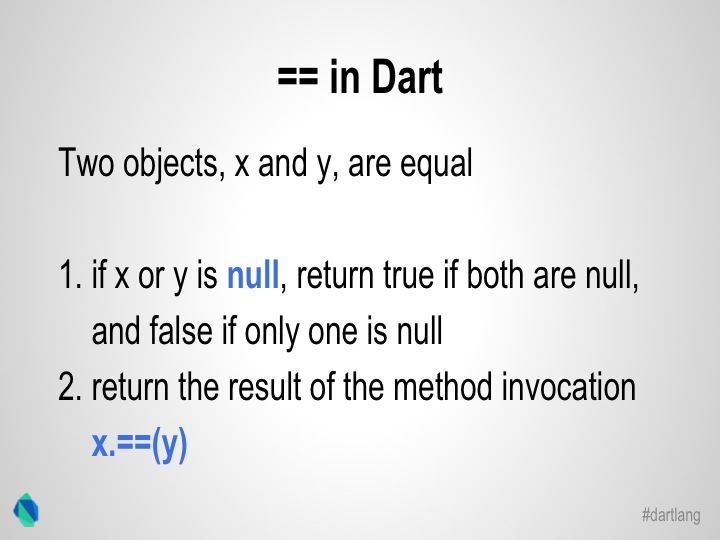 == in Dart
Two objects, x and y, are equal
1. if x or y is null, return true if both are null,
and false if only one is null
2. return the result of the method invocation
x.==(y)
#dartlang